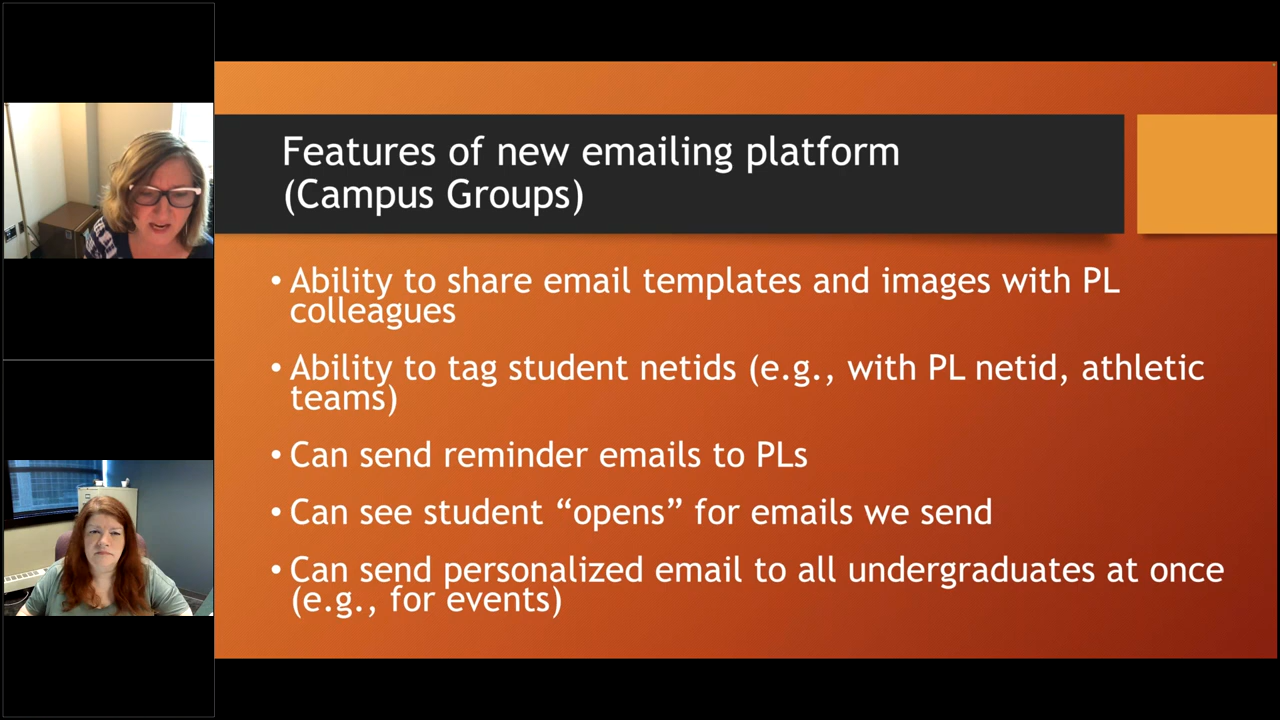 Features of new emailing platform
(Campus Groups)
• Ability to share email templates and images with PL
colleagues
• Ability to tag student netids (e.g., with PL netid, athletic
teams)
• Can send reminder emails to PLs
• Can see student “opens” for emails we send
• Can send personalized email to all undergraduates at once
(e.g., for events)